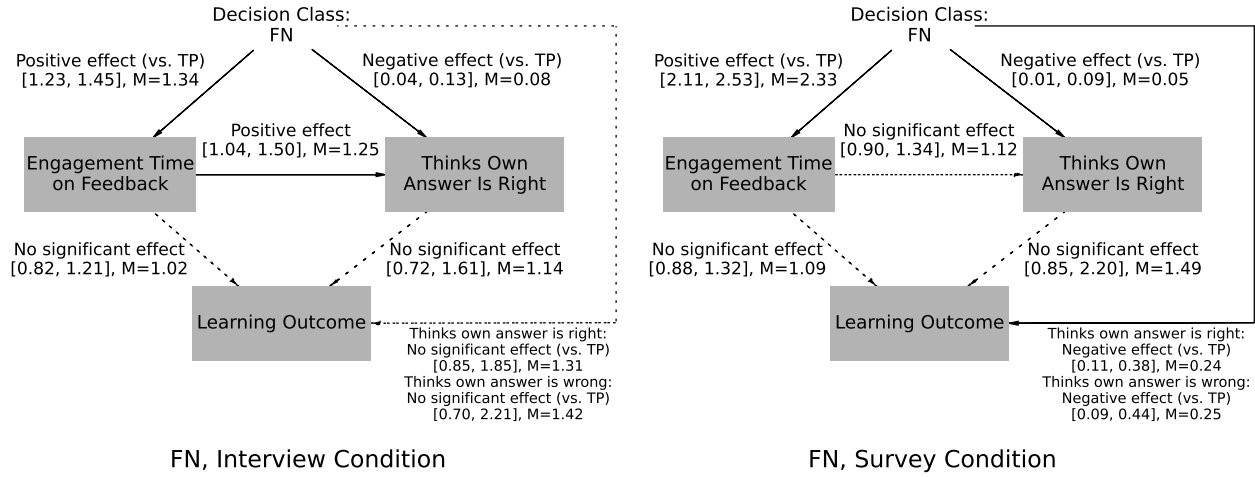 Decision Class:
FN
Positive effect (vs. TP)
[1.23, 1.45], M=1.34
Negative effect (vs. TP)
[0.04, 0.13], M=0.08
Positive effect
[1.04, 1.50], M=1.25
Engagement Time
on Feedback
Thinks Own
Answer Is Right
No significant effect
[0.82, 1.21], M=1.02
No significant effect
[0.72, 1.61], M=1.14
Learning Outcome
Thinks own answer is right:
No significant effect (vs. TP)
[0.85, 1.85], M=1.31
Thinks own answer is wrong:
No significant effect (vs. TP)
[0.70, 2.21], M=1.42
FN, Interview Condition
Decision Class:
FN
Positive effect (vs. TP)
[2.11, 2.53], M=2.33
Negative effect (vs. TP)
[0.01, 0.09], M=0.05
No significant effect
[0.90, 1.34], M=1.12
Engagement Time
on Feedback
Thinks Own
Answer Is Right
No significant effect
[0.88, 1.32], M=1.09
No significant effect
[0.85, 2.20], M=1.49
Learning Outcome
Thinks own answer is right:
Negative effect (vs. TP)
[0.11, 0.38], M=0.24
Thinks own answer is wrong:
Negative effect (vs. TP)
[0.09, 0.44], M=0.25
FN, Survey Condition